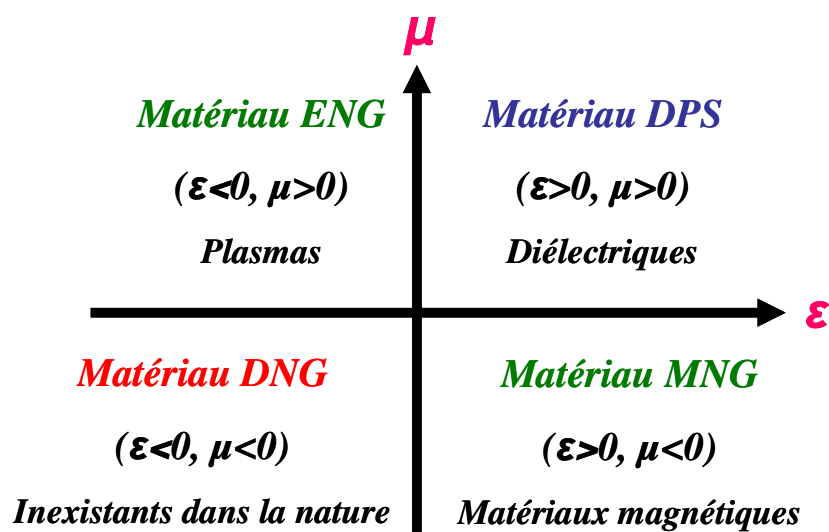 μ
Matériau ENG
(ε<0, μ>0)
Plasmas
Matériau DPS
(ε>0, μ>0)
Diélectriques
ε
Matériau DNG
(ε<0, μ<0)
Inexistants dans la nature
Matériau MNG
(ε>0, μ<0)
Matériaux magnétiques